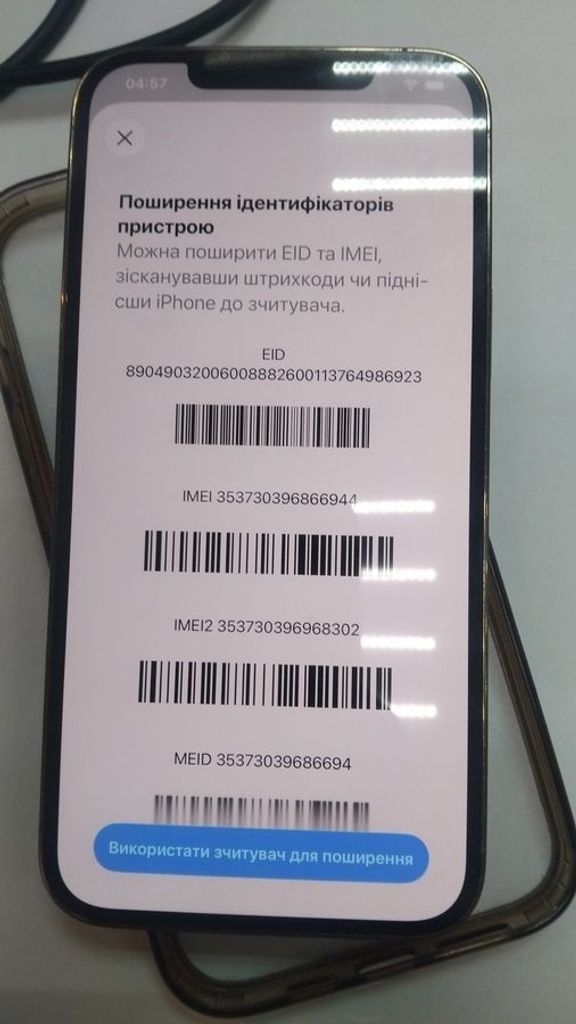 04:57
Поширення ідентифікаторів
пристрою
Можна поширити EID та IMEI,
зісканувавши штрихкоди чи підні-
сши iPhone до зчитувача.
EID
89049032006008882600113764986923
IMEI 353730396866944
IMEI2 353730396968302
MEID 35373039686694
Використати зчитувач для поширення